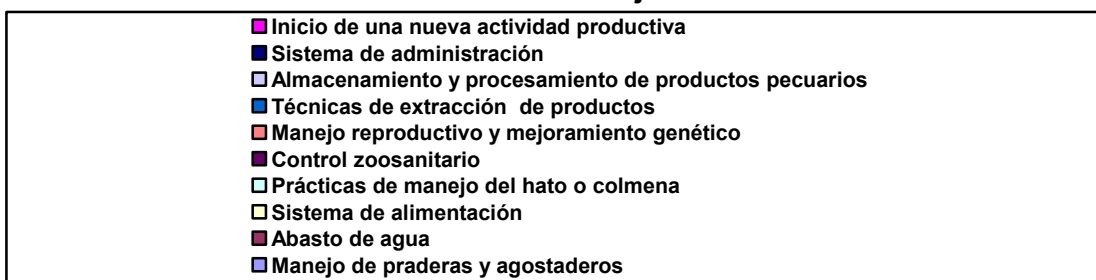 Inicio de una nueva actividad productiva
Sistema de administración
Almacenamiento y procesamiento de productos pecuarios
Técnicas de extracción de productos
Manejo reproductivo y mejoramiento genético
Control zoosanitario
Prácticas de manejo del hato o colmena
Sistema de alimentación
Abasto de agua
Manejo de praderas y agostaderos